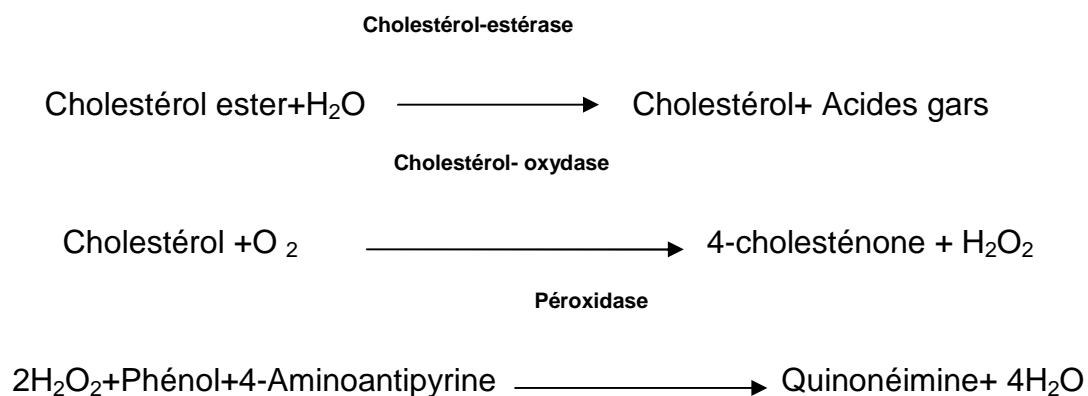 Cholestérol-estérase
Cholestérol ester+H₂O ⟶ Cholestérol+ Acides gars
Cholestérol- oxydase
Cholestérol +O ₂ ⟶ 4-cholesténone + H₂O₂
Péroxidase
2H₂O₂+Phénol+4-Aminoantipyrine ⟶ Quinonéimine+ 4H₂O